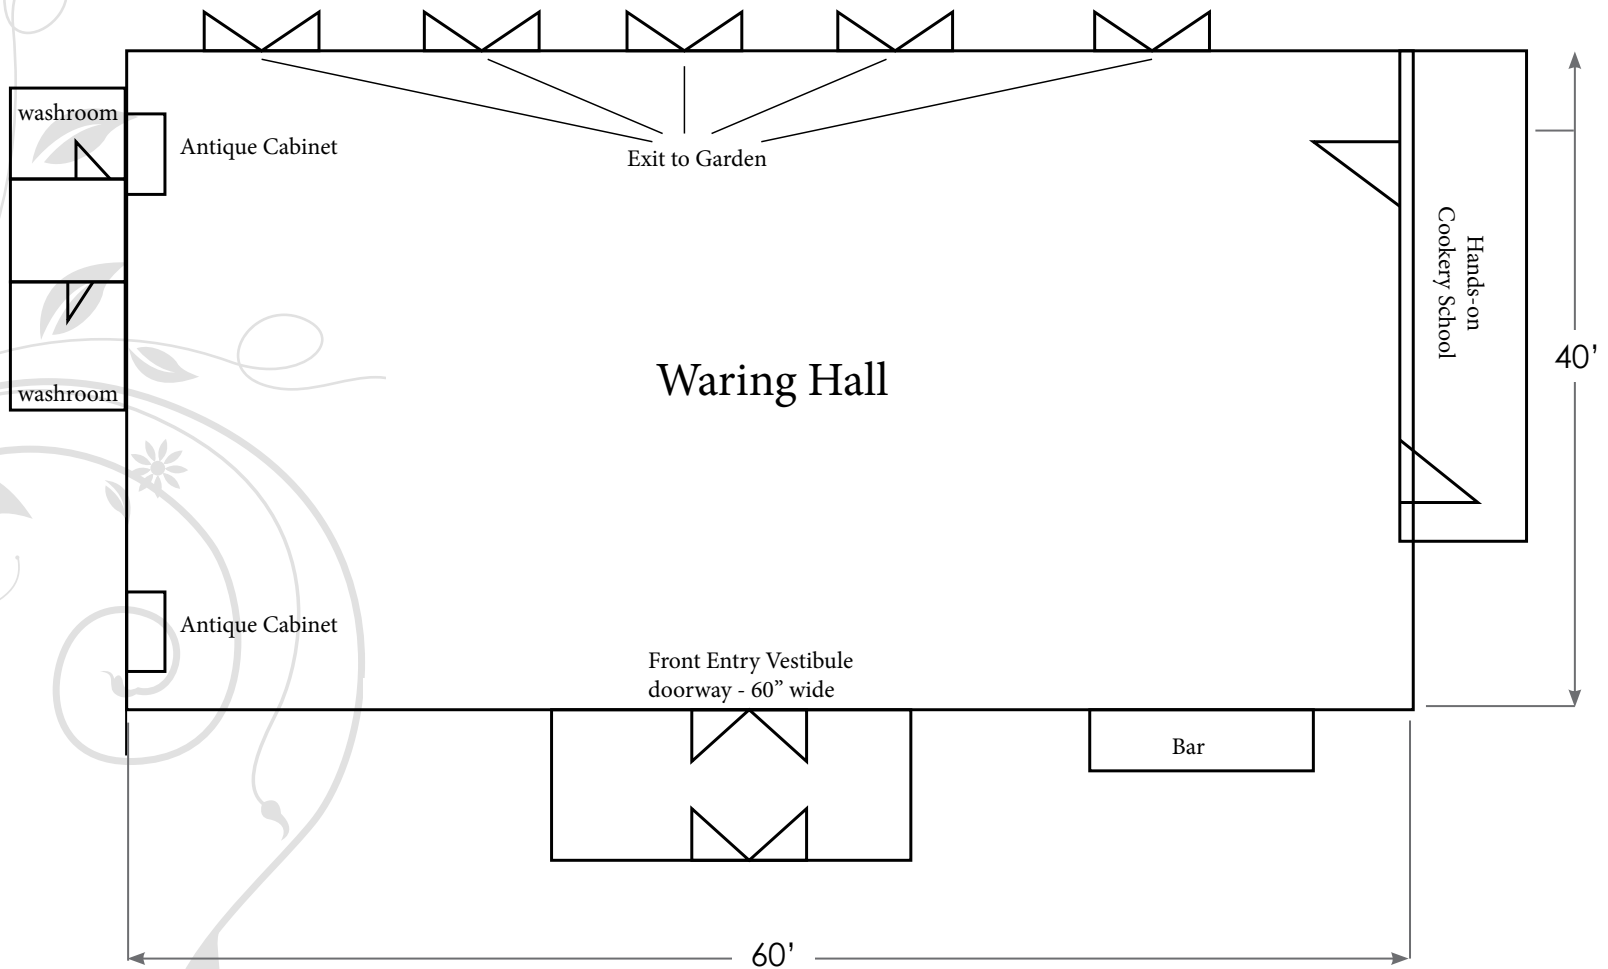 washroom
Antique Cabinet
Exit to Garden
Hands-on
Cookery School
40’
Waring Hall
washroom
Antique Cabinet
Front Entry Vestibule
doorway - 60” wide
Bar
60’